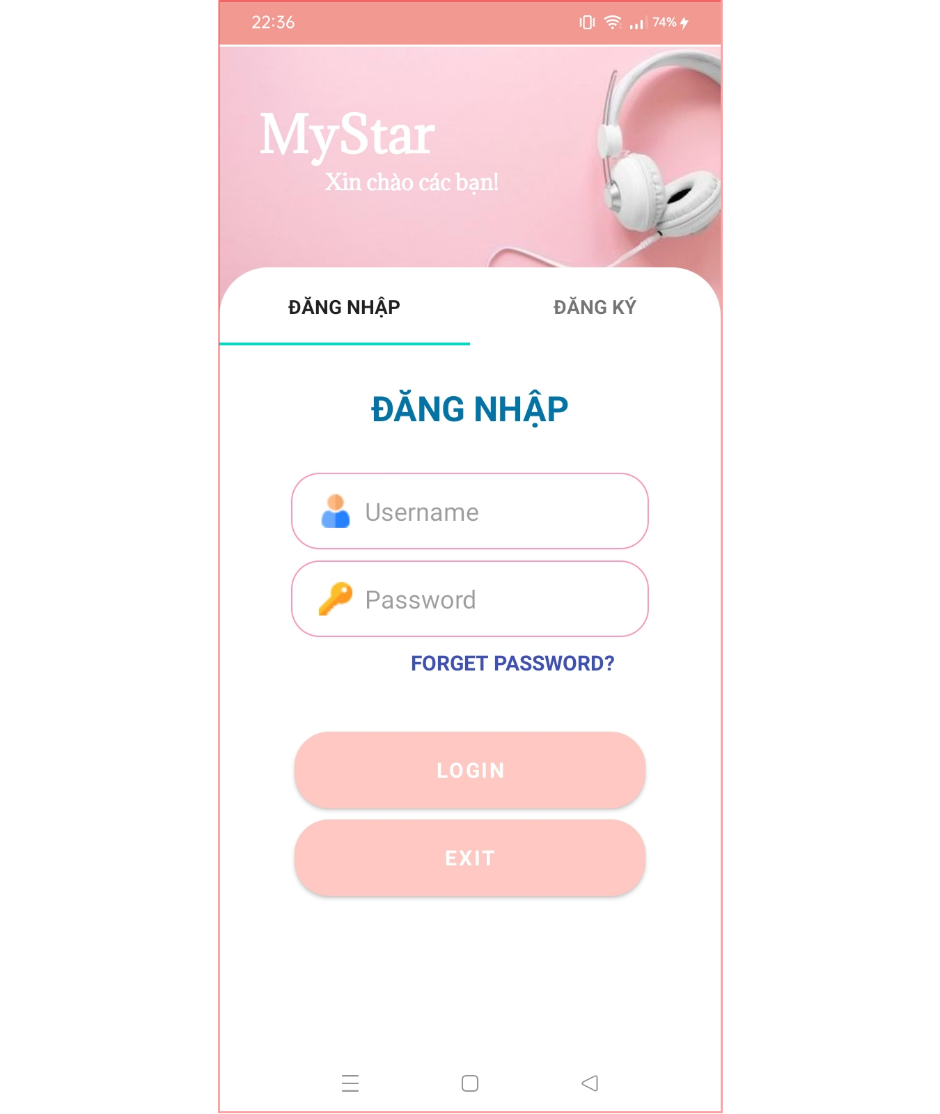 22:36 74%
MyStar
Xin chào các bạn!
ĐĂNG NHẬP ĐĂNG KÝ
ĐĂNG NHẬP
Username
Password
FORGET PASSWORD?
LOGIN
EXIT